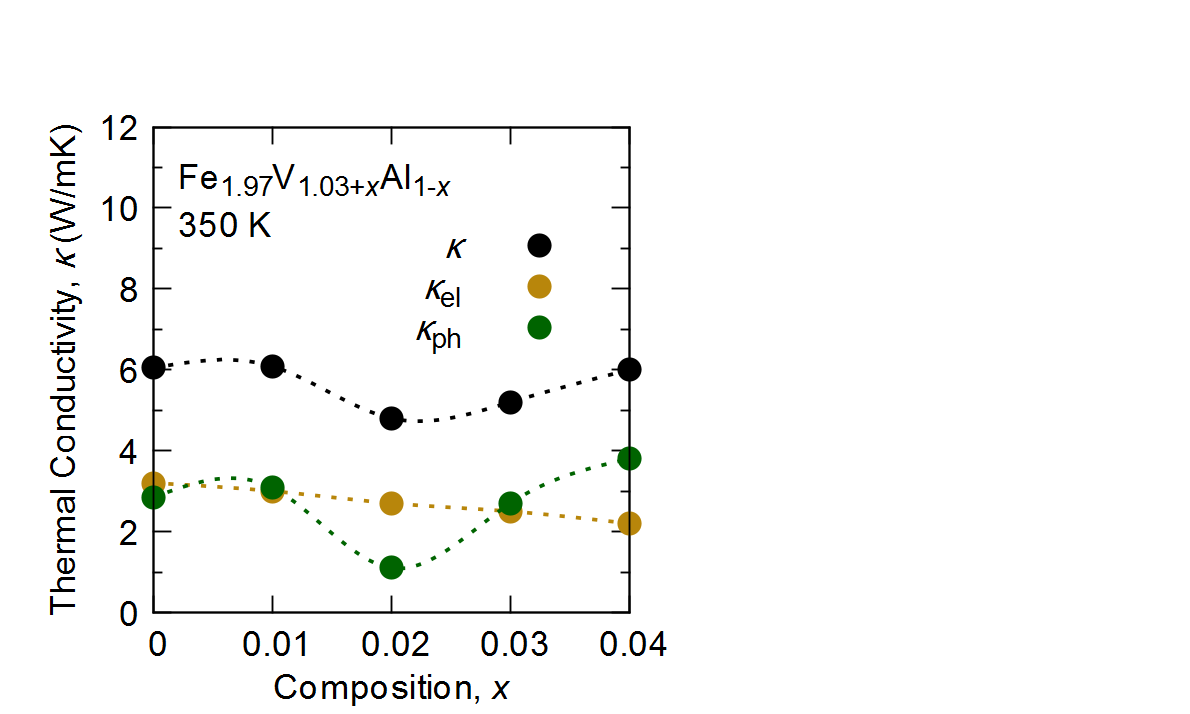 12
10
8
6
4
2
0
Thermal Conductivity, κ (W/mK)
Fe1.97V1.03+xAl1-x
350 K
κ
κel
κph
0 0.01 0.02 0.03 0.04
Composition, x